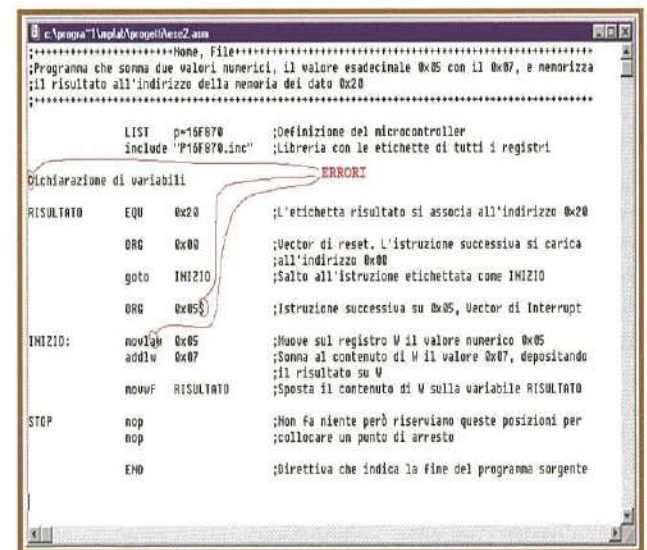 c:\progra~1\mplab\progetti\ese2.asm
;++++++++++++++++++++++Nome, File++++++++++++++++++++++++++++++++++++++++++++++++++++++
;Programma che somma due valori numerici, il valore esadecimale 0x05 con il 0x07, e memorizza
;il risultato all'indirizzo della memoria dei dato 0x20
;++++++++++++++++++++++++++++++++++++++++++++++++++++++++++++++++++++++++++++++++++++++
LIST p=16F870 ;Definizione del microcontroller
include "P16F870.inc" ;Libreria con le etichette di tutti i registri
ERRORI
Dichiarazione di variabili
RISULTATO EQU 0x20 ;L'etichetta risultato si associa all'indirizzo 0x20
ORG 0x00 ;Vector di reset. L'istruzione successiva si carica
;all'indirizzo 0x00
goto INIZIO ;Salto all'istruzione etichettata come INIZIO
ORG 0x05S ;Istruzione successiva su 0x05, Vector di Interrupt
INIZIO: movlaw 0x05 ;Muove sul registro W il valore numerico 0x05
addlw 0x07 ;Somma al contenuto di W il valore 0x07, depositando
;il risultato su W
movwF RISULTATO ;Sposta il contenuto di W sulla variabile RISULTATO
STOP nop ;Non fa niente però riserviamo queste posizioni per
nop ;collocare un punto di arresto
END ;Direttiva che indica la fine del programma sorgente